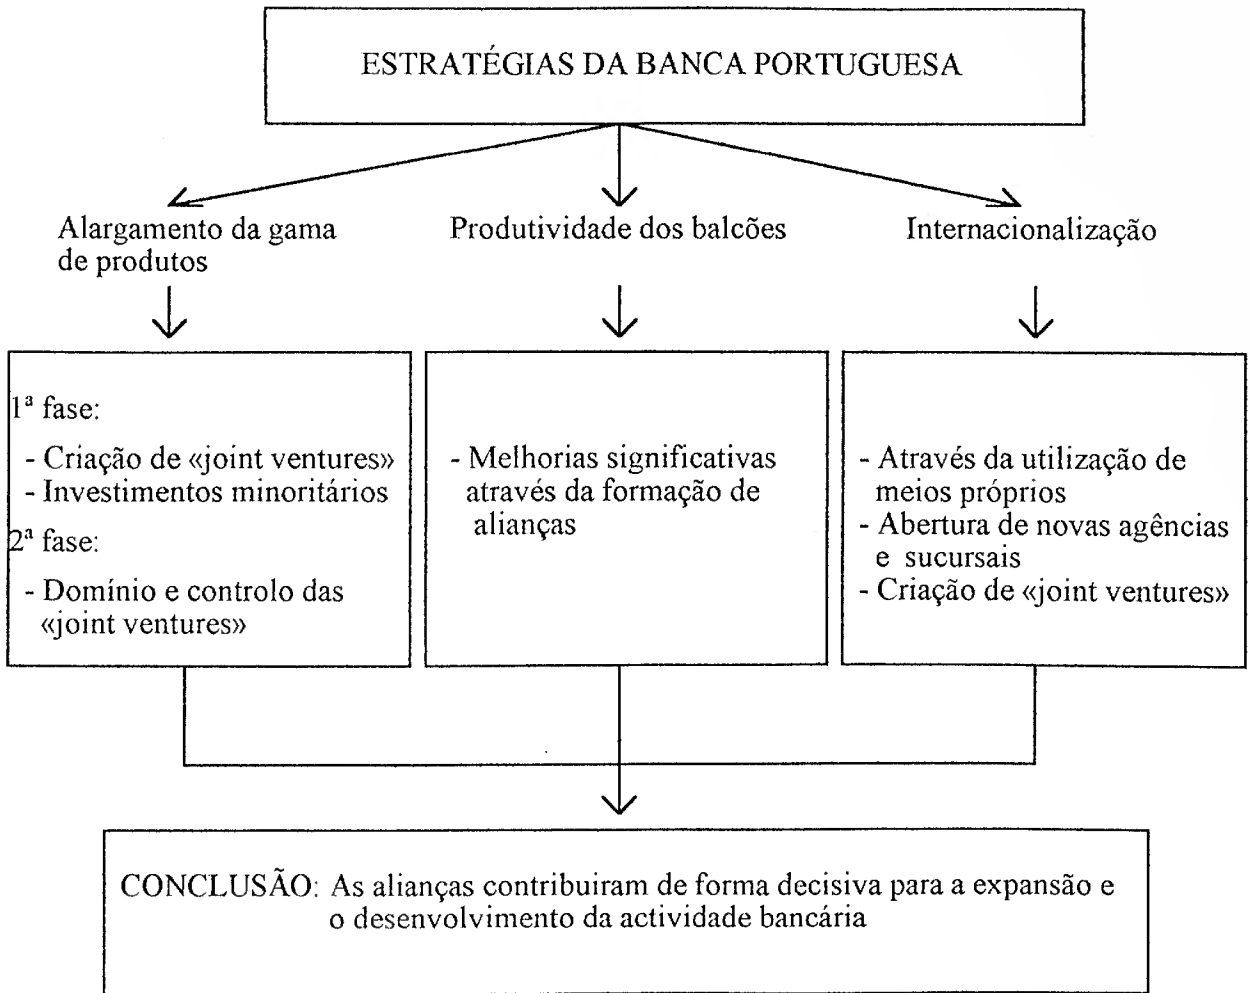 ESTRATÉGIAS DA BANCA PORTUGUESA
Alargamento da gama
de produtos
Produtividade dos balcões
Internacionalização
1ª fase:
- Criação de «joint ventures»
- Investimentos minoritários
2ª fase:
- Domínio e controlo das
«joint ventures»
- Melhorias significativas
através da formação de
alianças
- Através da utilização de
meios próprios
- Abertura de novas agências
e sucursais
- Criação de «joint ventures»
CONCLUSÃO: As alianças contribuiram de forma decisiva para a expansão e
o desenvolvimento da actividade bancária